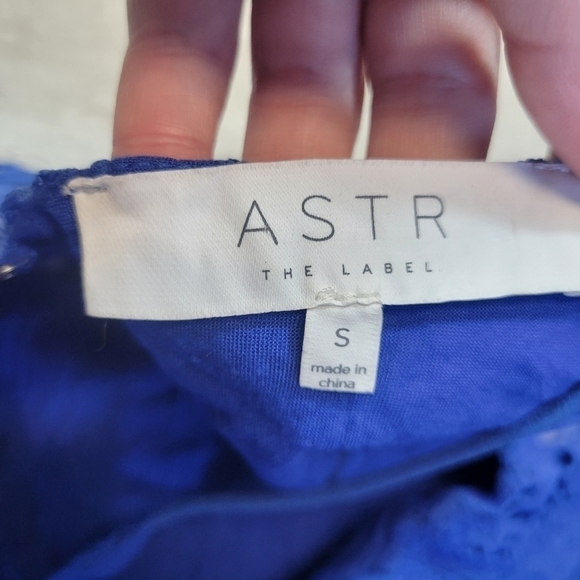 ASTR
THE LABEL
S
made in
china